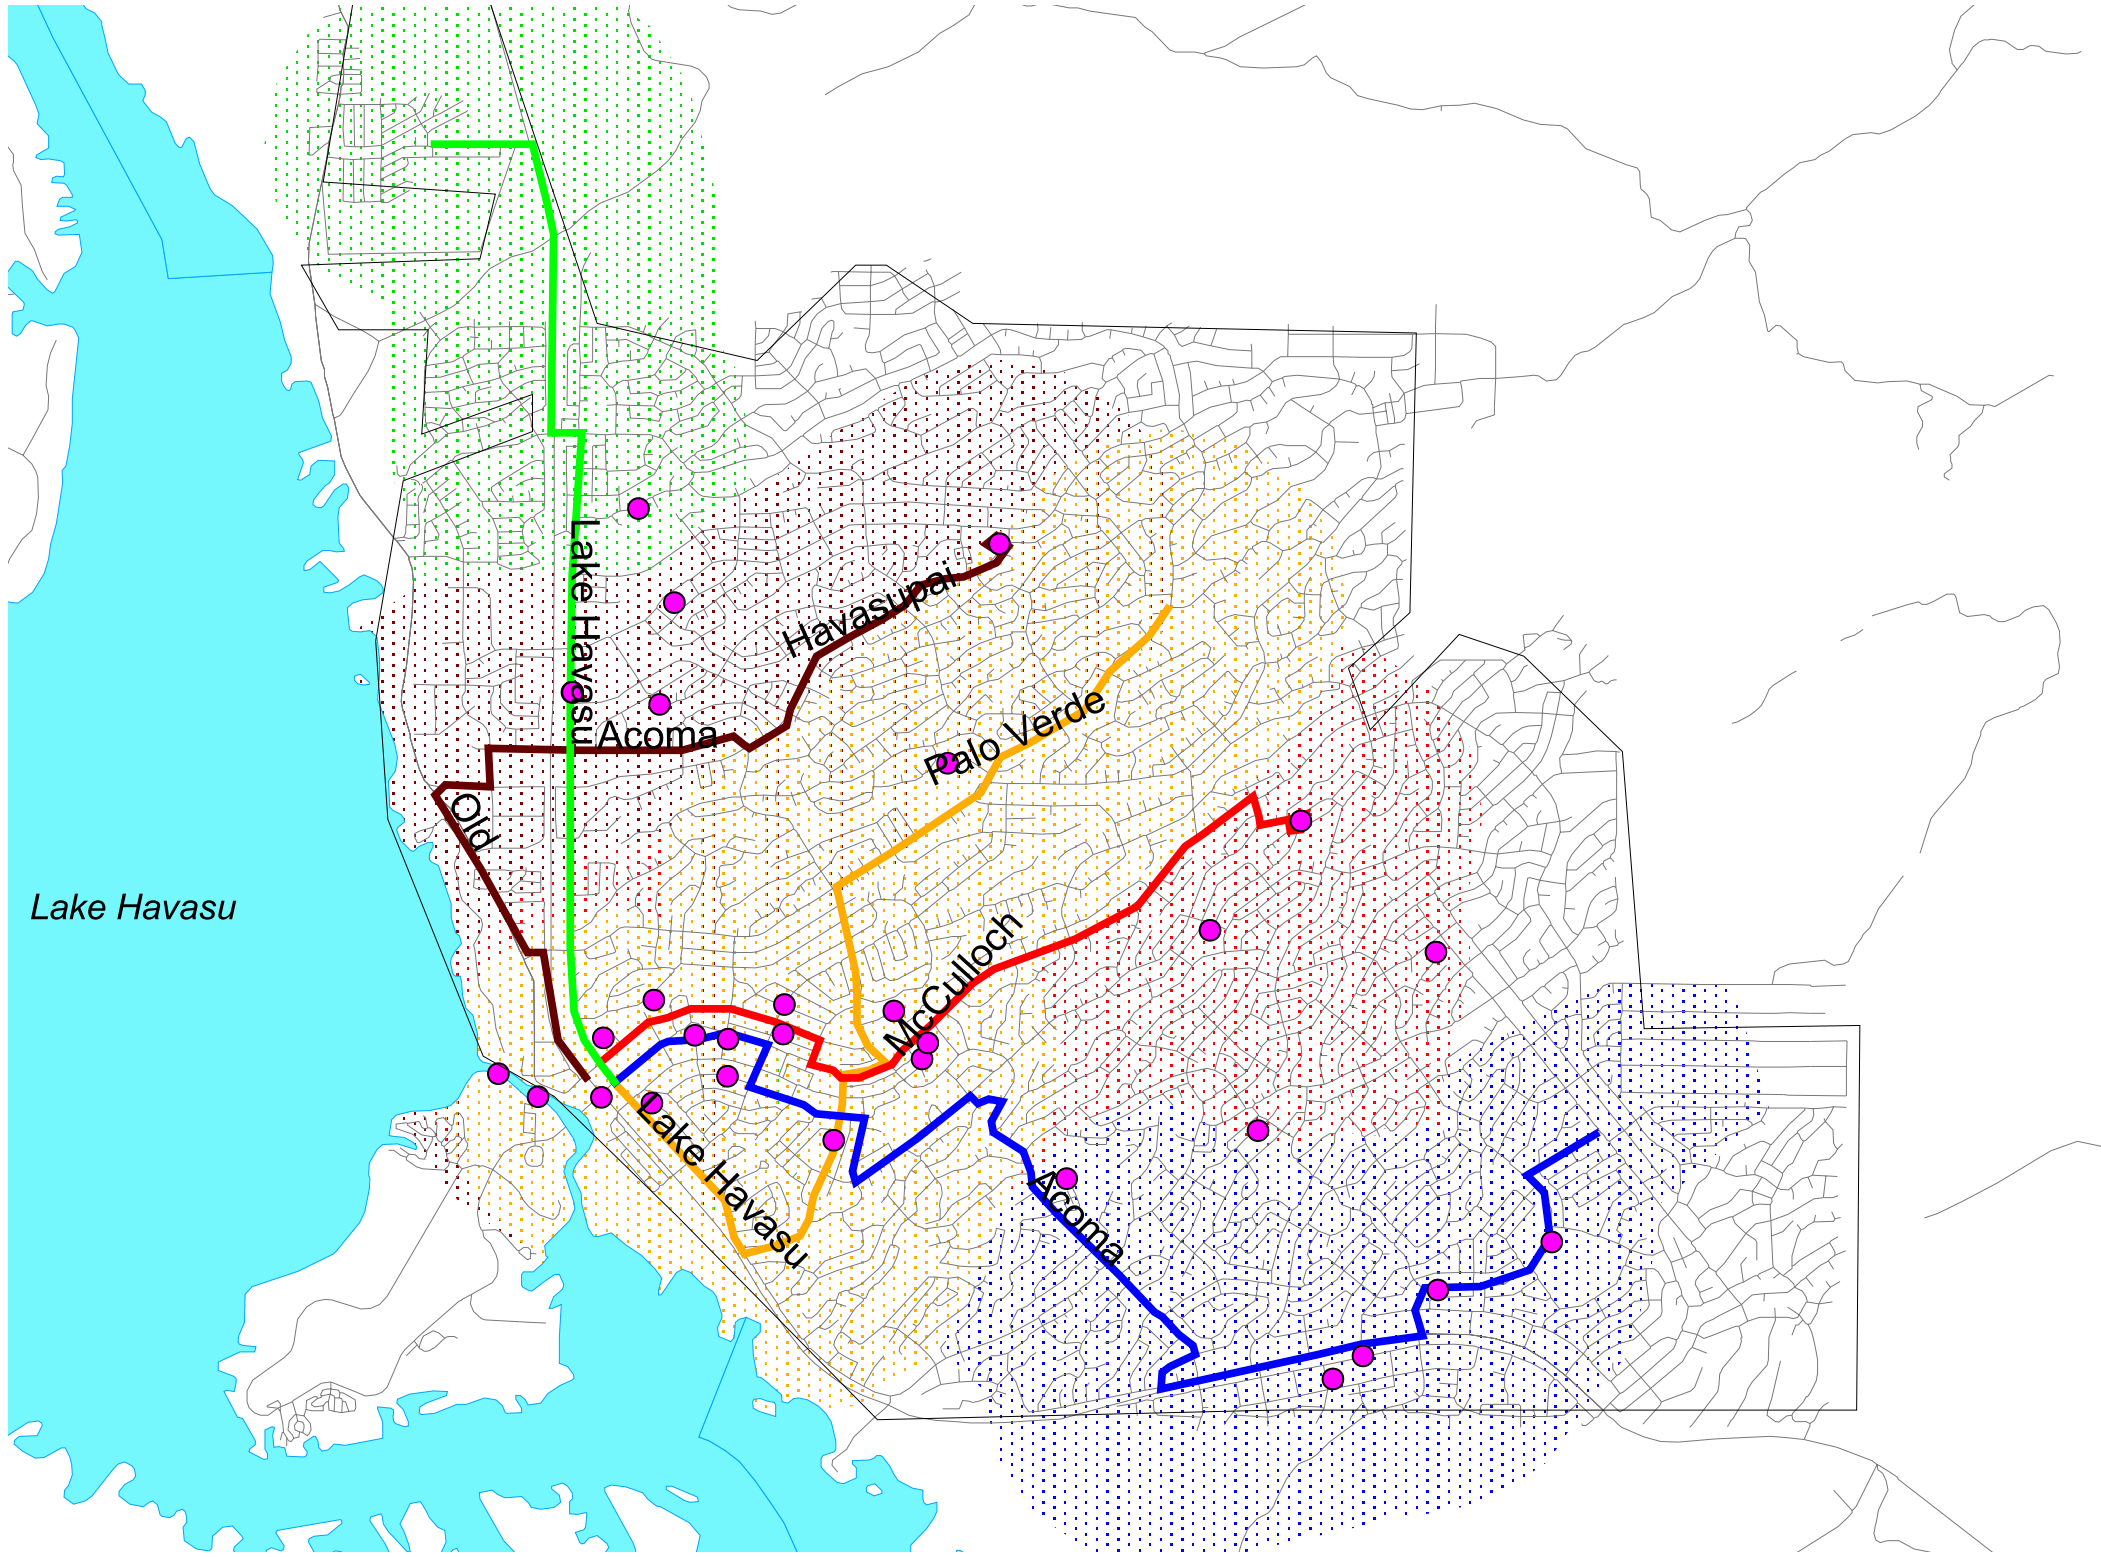 Lake Havasu
Havasupai
Acoma
Palo Verde
Old
Lake Havasu
McCulloch
Lake Havasu
Acoma